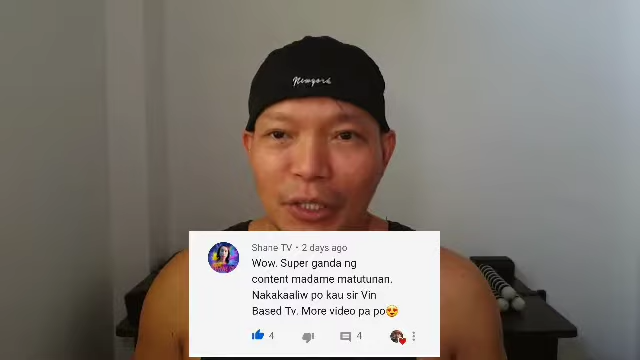 Newyork
Shane TV • 2 days ago
Wow. Super ganda ng
content madame matutunan.
Nakakaaliw po kau sir Vin
Based Tv. More video pa po😍
4
4